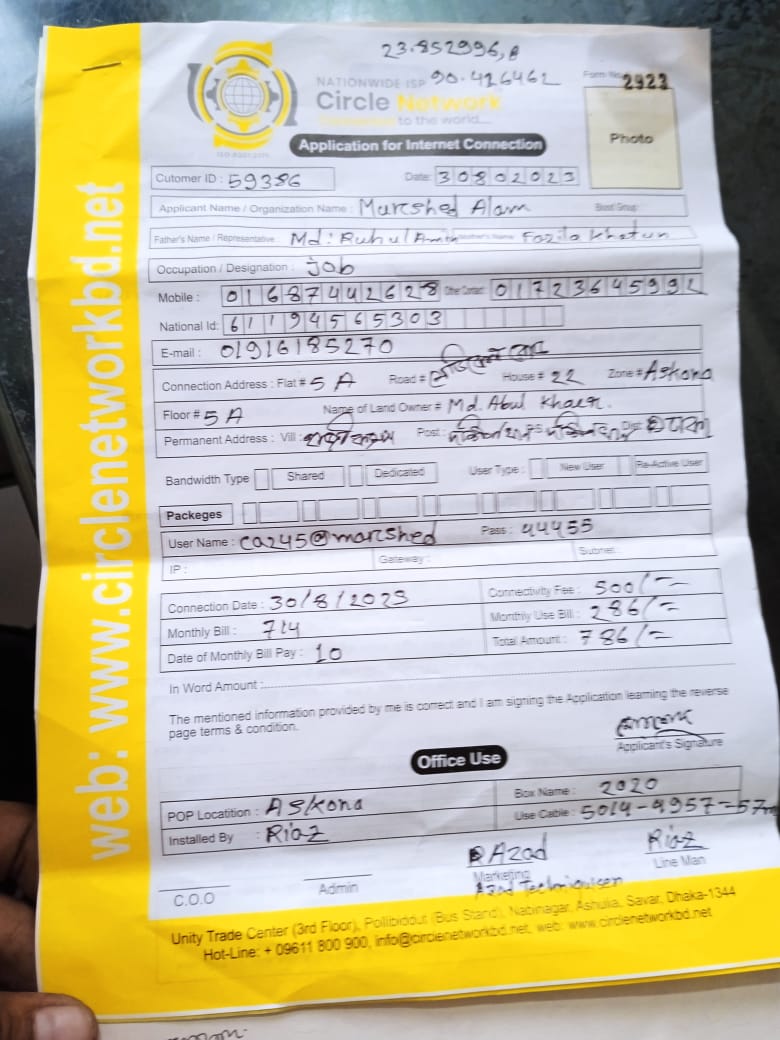 23.852996,
90.426462
NATIONWIDE ISP
Form No. 2923
Circle Network
to the world....
Photo
Application for Internet Connection
ISO 9001:2015
Cutomer ID : 59386 Date: 30802023
Applicant Name / Organization Name : Murshed Alam Blood Group:
Father's Name / Representative Md: Ruhul Amin Mother's Name Fozila Khatun
Occupation / Designation : Job
Mobile : 01687442628 Other Contact:
National Id: 61194565303
E-mail : 01916185270
Connection Address : Flat # 5 A Road # House # 22 Zone # Askona
Floor # 5 A Name of Land Owner # Md. Abul Khaer.
Permanent Address : Vill : Post : PS Dist
Bandwidth Type Shared Dedicated User Type : New User Re-Active User
Packeges
User Name : ca245@murshed Pass : 44455
IP : Gateway : Subnet:
Connection Date : 30/8/2023 Connectivity Fee : 500/=
Monthly Bill : 714 Monthly Use Bill : 286/=
Date of Monthly Bill Pay : 10 Total Amount : 786/=
In Word Amount :
The mentioned information provided by me is correct and I am signing the Application learning the reverse
page terms & condition.
Applicant's Signature
Office Use
POP Locatition : Askona Box Name : 2020
Installed By : Riaz Use Cable : 5014-4957=57m
Azad Riaz
C.O.O Admin Marketing Line Man
Azad
Unity Trade Center (3rd Floor), Pollibiddut (Bus Stand), Nabinagar, Ashulia, Savar, Dhaka-1344
Hot-Line: + 09611 800 900, info@circlenetworkbd.net, web: www.circlenetworkbd.net
web: www.circlenetworkbd.net